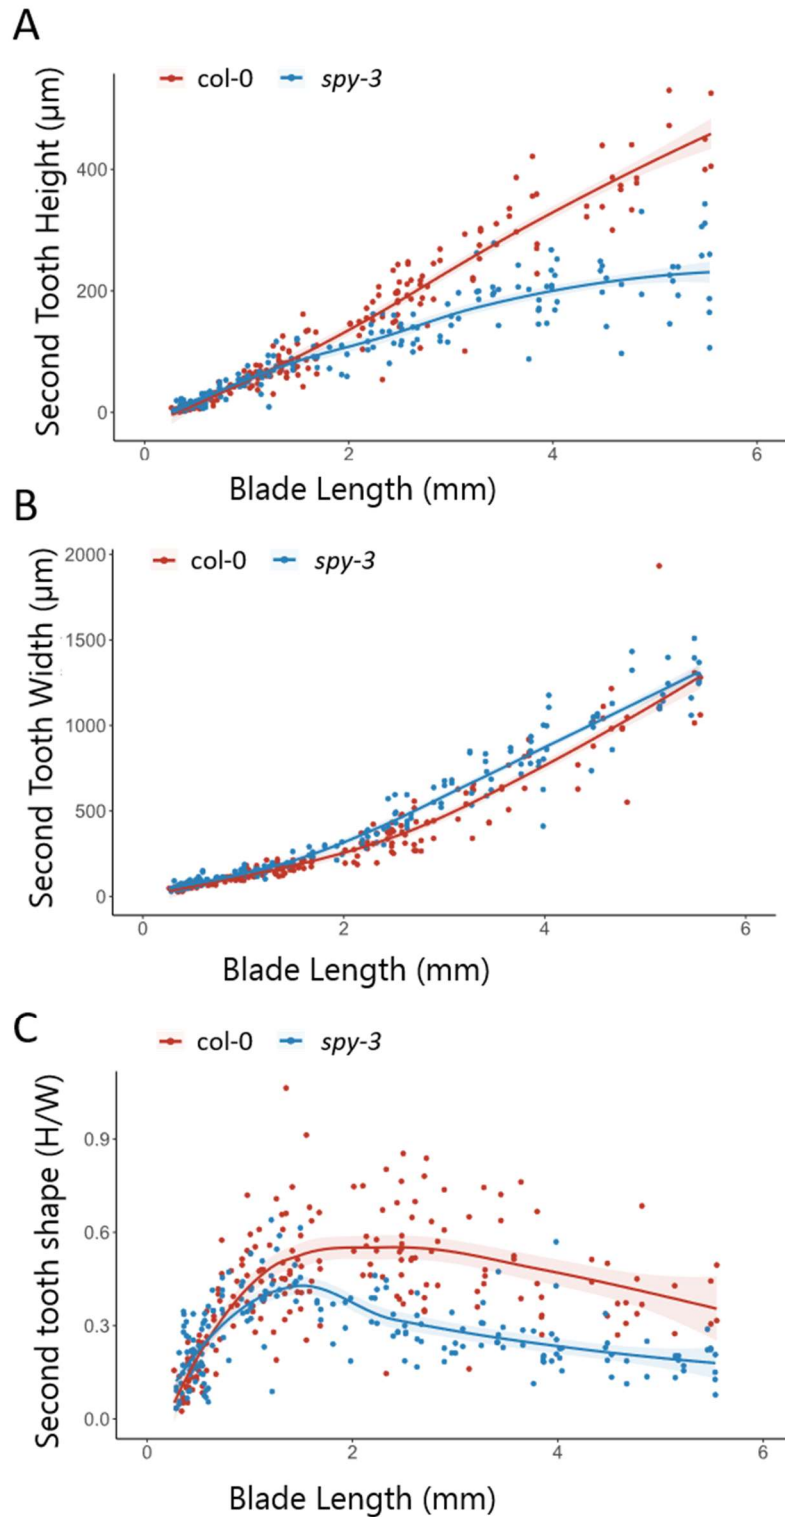 A
col-0 spy-3
Second Tooth Height (μm)
400
200
0
0 2 4 6
Blade Length (mm)
B
col-0 spy-3
Second Tooth Width (μm)
2000
1500
1000
500
0
0 2 4 6
Blade Length (mm)
C
col-0 spy-3
Second tooth shape (H/W)
0.9
0.6
0.3
0.0
0 2 4 6
Blade Length (mm)